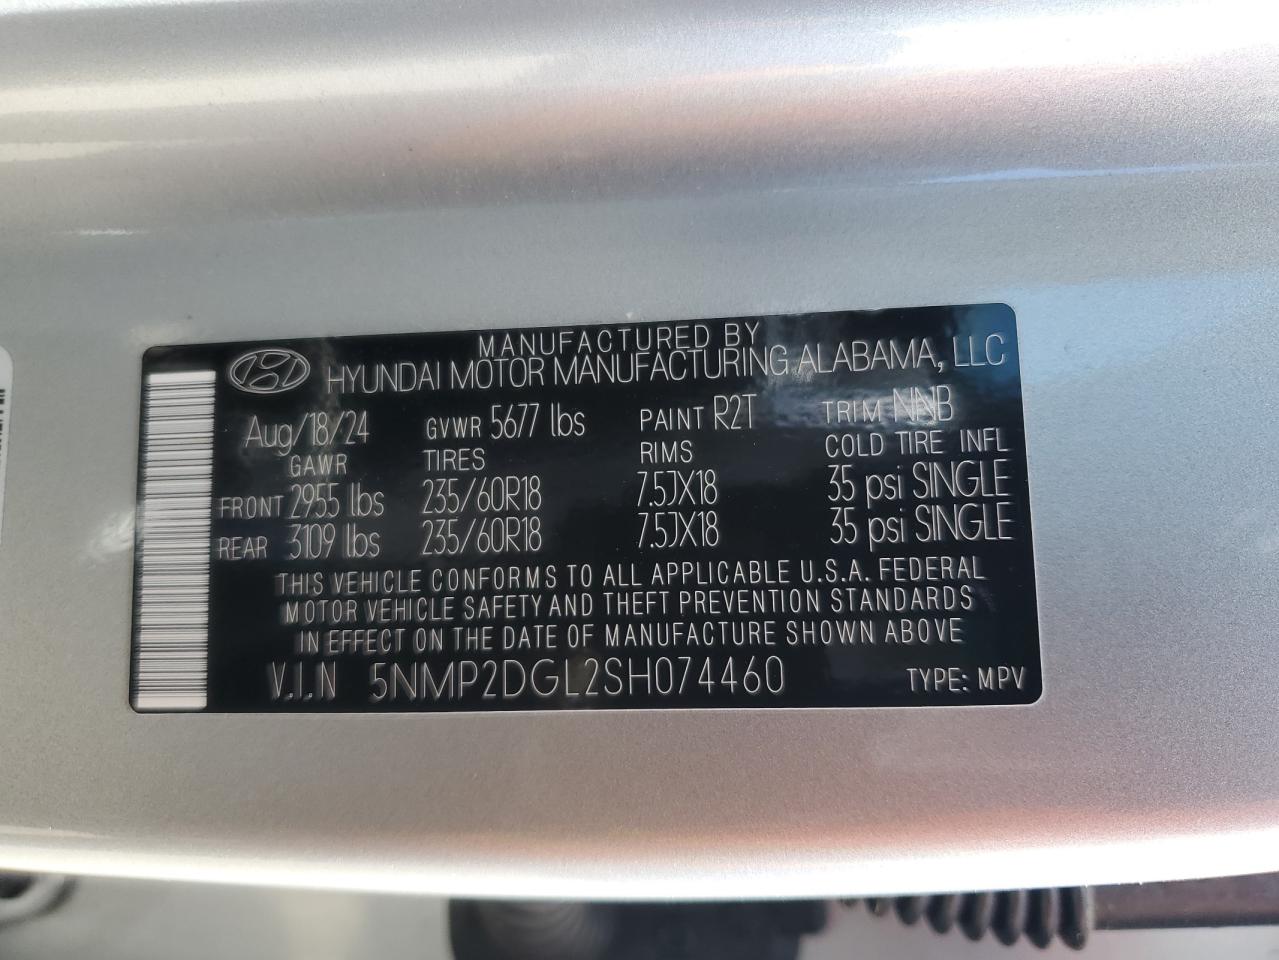 MANUFACTURED BY
HYUNDAI MOTOR MANUFACTURING ALABAMA, LLC
Aug/18/24 GVWR 5677 lbs PAINT R2T TRIM NNB
GAWR TIRES RIMS COLD TIRE INFL
FRONT 2955 lbs 235/60R18 7.5JX18 35 psi SINGLE
REAR 3109 lbs 235/60R18 7.5JX18 35 psi SINGLE
THIS VEHICLE CONFORMS TO ALL APPLICABLE U.S.A. FEDERAL
MOTOR VEHICLE SAFETY AND THEFT PREVENTION STANDARDS
IN EFFECT ON THE DATE OF MANUFACTURE SHOWN ABOVE
V.I.N 5NMP2DGL2SH074460 TYPE: MPV